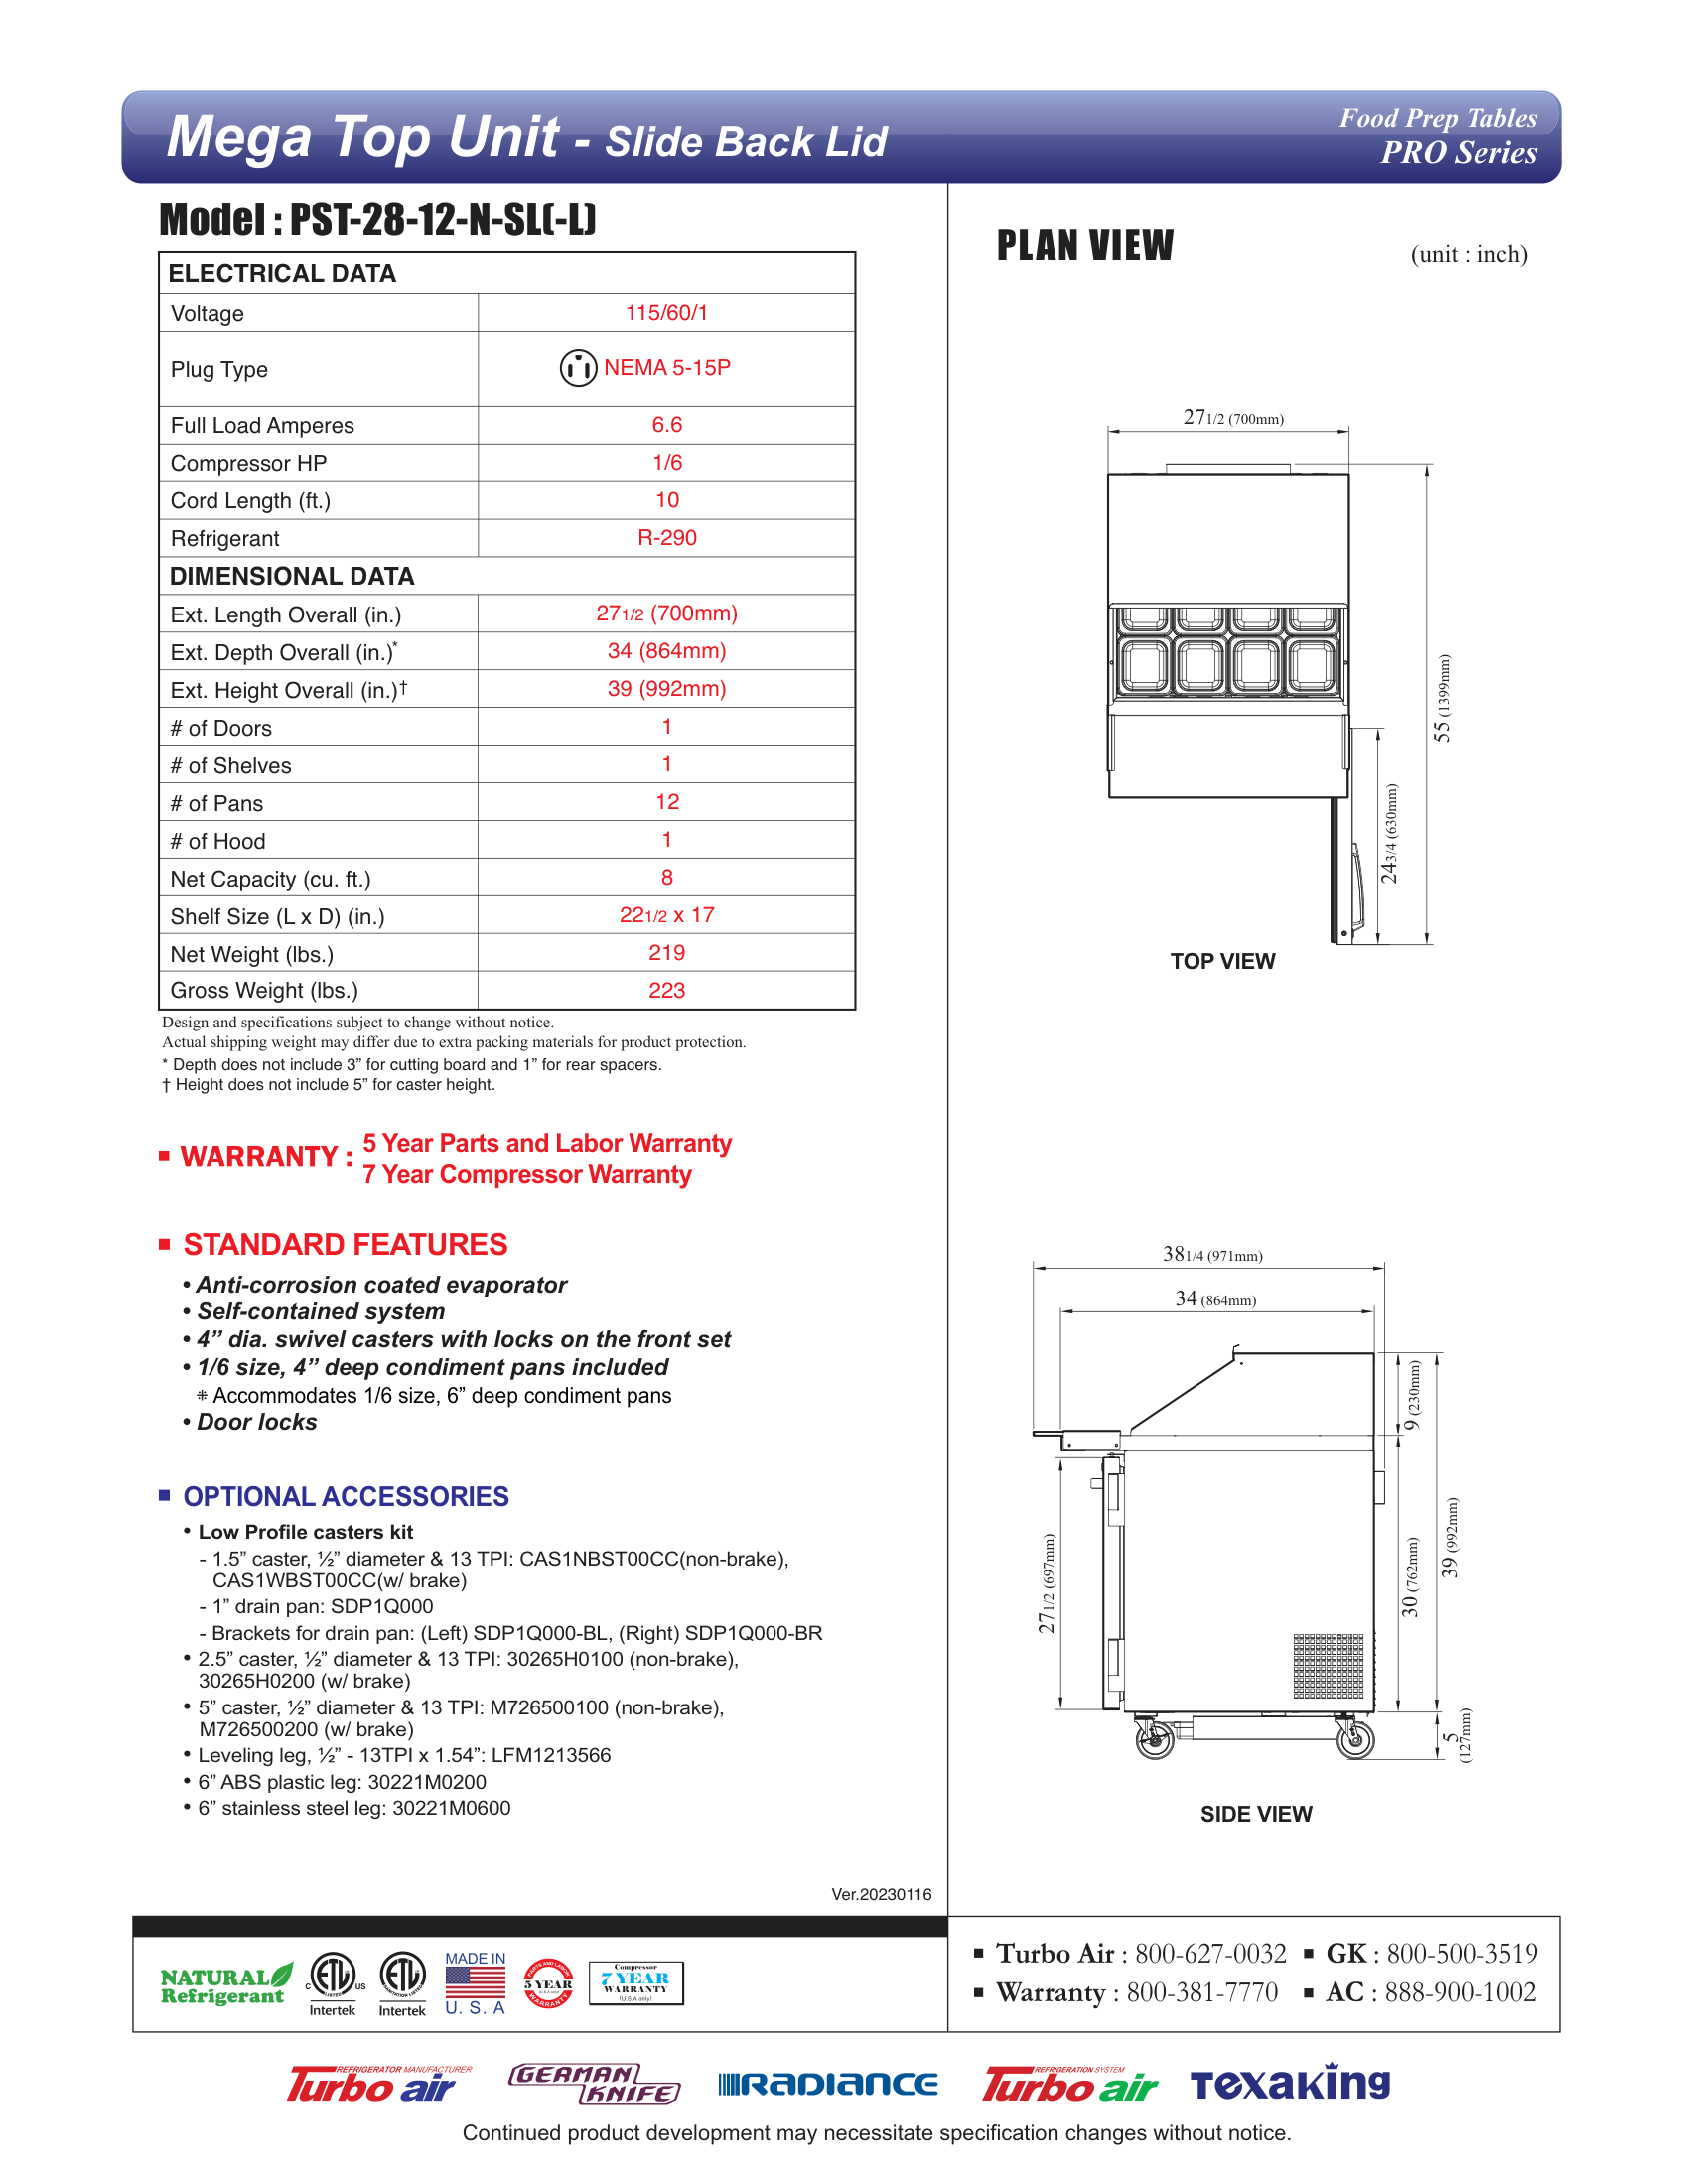 Mega Top Unit - Slide Back Lid
Food Prep Tables
PRO Series
Model : PST-28-12-N-SL(-L)
ELECTRICAL DATA
Voltage 115/60/1
Plug Type NEMA 5-15P
Full Load Amperes 6.6
Compressor HP 1/6
Cord Length (ft.) 10
Refrigerant R-290
DIMENSIONAL DATA
Ext. Length Overall (in.) 271/2 (700mm)
Ext. Depth Overall (in.)* 34 (864mm)
Ext. Height Overall (in.)† 39 (992mm)
# of Doors 1
# of Shelves 1
# of Pans 12
# of Hood 1
Net Capacity (cu. ft.) 8
Shelf Size (L x D) (in.) 221/2 x 17
Net Weight (lbs.) 219
Gross Weight (lbs.) 223
Design and specifications subject to change without notice.
Actual shipping weight may differ due to extra packing materials for product protection.
* Depth does not include 3” for cutting board and 1” for rear spacers.
† Height does not include 5” for caster height.
■ WARRANTY : 5 Year Parts and Labor Warranty
7 Year Compressor Warranty
■ STANDARD FEATURES
• Anti-corrosion coated evaporator
• Self-contained system
• 4” dia. swivel casters with locks on the front set
• 1/6 size, 4” deep condiment pans included
⁜ Accommodates 1/6 size, 6” deep condiment pans
• Door locks
■ OPTIONAL ACCESSORIES
• Low Profile casters kit
- 1.5” caster, ½” diameter & 13 TPI: CAS1NBST00CC(non-brake),
CAS1WBST00CC(w/ brake)
- 1” drain pan: SDP1Q000
- Brackets for drain pan: (Left) SDP1Q000-BL, (Right) SDP1Q000-BR
• 2.5” caster, ½” diameter & 13 TPI: 30265H0100 (non-brake),
30265H0200 (w/ brake)
• 5” caster, ½” diameter & 13 TPI: M726500100 (non-brake),
M726500200 (w/ brake)
• Leveling leg, ½” - 13TPI x 1.54”: LFM1213566
• 6” ABS plastic leg: 30221M0200
• 6” stainless steel leg: 30221M0600
Ver.20230116
PLAN VIEW
(unit : inch)
271/2 (700mm)
55 (1399mm)
243/4 (630mm)
TOP VIEW
381/4 (971mm)
34 (864mm)
9 (230mm)
39 (992mm)
30 (762mm)
271/2 (697mm)
5 (127mm)
SIDE VIEW
NATURAL
Refrigerant
C ETL US
LISTED
Intertek
ETL
SANITATION LISTED
Intertek
MADE IN
U. S. A
PARTS AND LABOR
5 YEAR
(U.S.A only)
WARRANTY
Compressor
7 YEAR
WARRANTY
(U.S.A only)
■ Turbo Air : 800-627-0032 ■ GK : 800-500-3519
■ Warranty : 800-381-7770 ■ AC : 888-900-1002
REFRIGERATOR MANUFACTURER
Turbo air
GERMAN
KNIFE
RADIANCE
REFRIGERATION SYSTEM
Turbo air
TEXAKING
Continued product development may necessitate specification changes without notice.